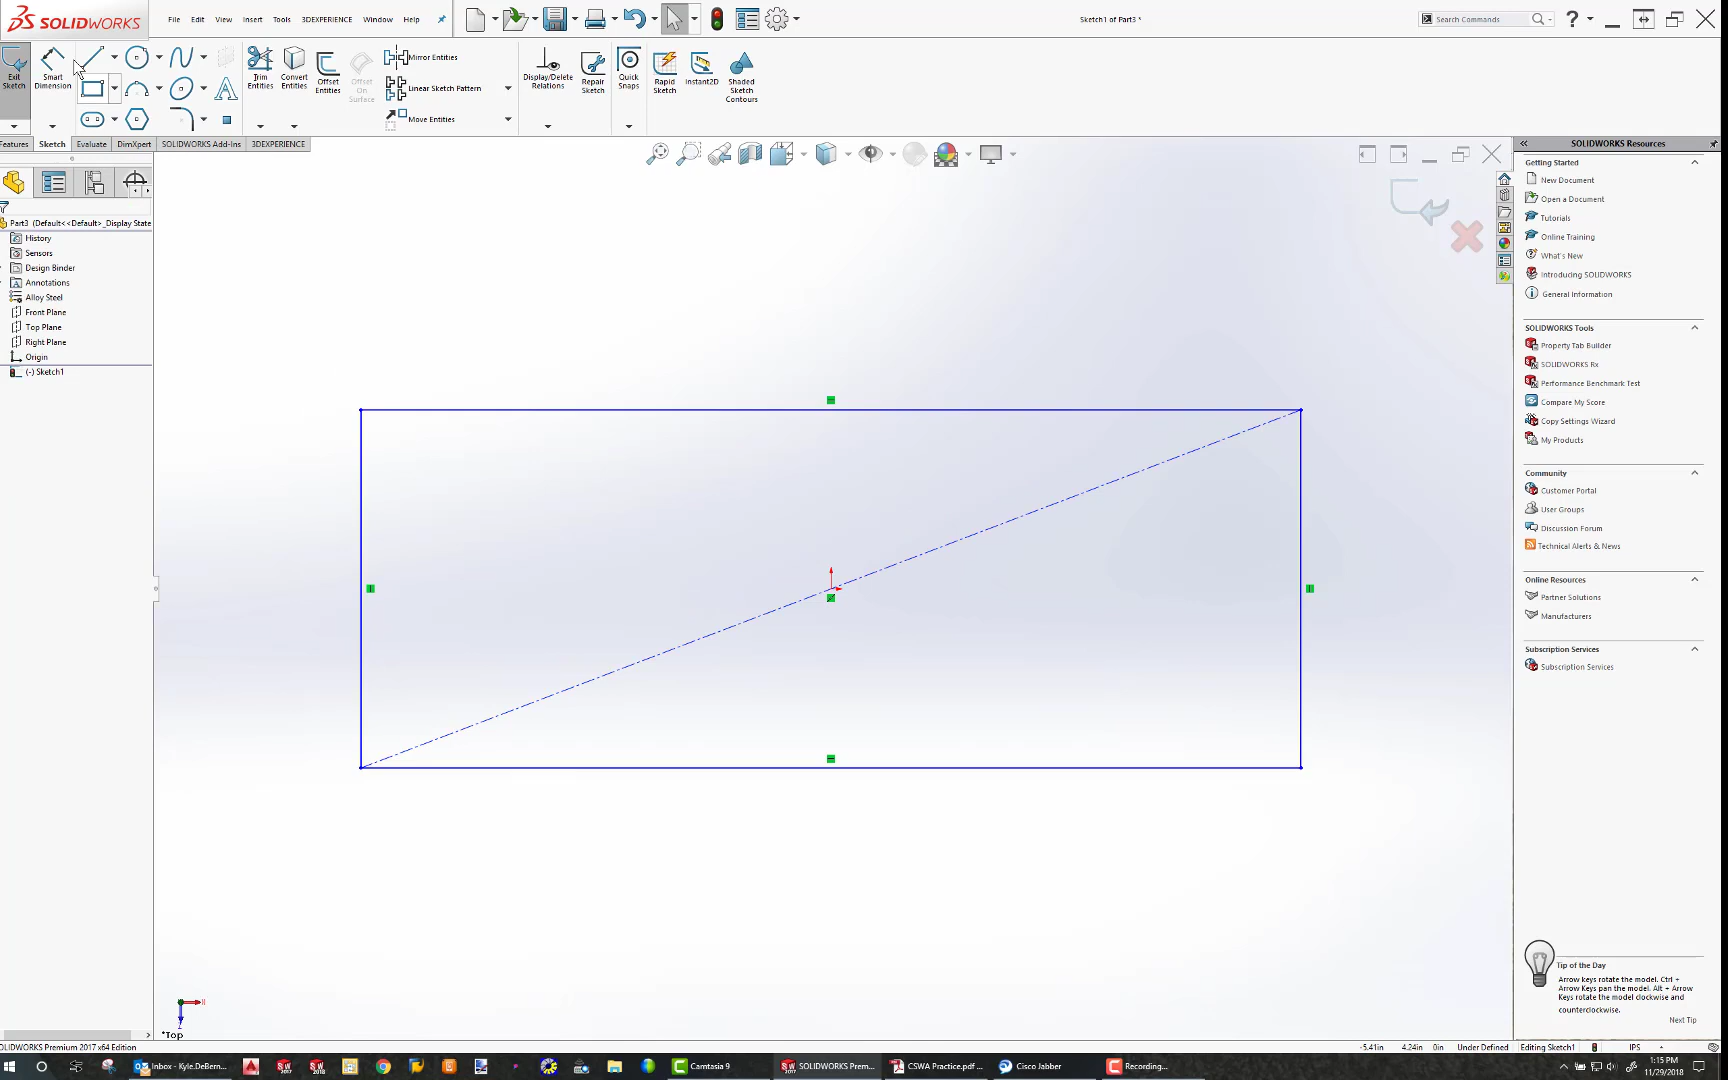 SOLIDWORKS
File Edit View Insert Tools 3DEXPERIENCE Window Help
Sketch1 of Part3 *
Search Commands
Exit Sketch
Smart Dimension
Trim Entities
Convert Entities
Offset Entities
Offset On Surface
Mirror Entities
Linear Sketch Pattern
Move Entities
Display/Delete Relations
Repair Sketch
Quick Snaps
Rapid Sketch
Instant2D
Shaded Sketch Contours
Features Sketch Evaluate DimXpert SOLIDWORKS Add-Ins 3DEXPERIENCE
Part3 (Default<<Default>_Display State
History
Sensors
Design Binder
Annotations
Alloy Steel
Front Plane
Top Plane
Right Plane
Origin
(-) Sketch1
*Top
SOLIDWORKS Resources
Getting Started
New Document
Open a Document
Tutorials
Online Training
What's New
Introducing SOLIDWORKS
General Information
SOLIDWORKS Tools
Property Tab Builder
SOLIDWORKS Rx
Performance Benchmark Test
Compare My Score
Copy Settings Wizard
My Products
Community
Customer Portal
User Groups
Discussion Forum
Technical Alerts & News
Online Resources
Partner Solutions
Manufacturers
Subscription Services
Subscription Services
Tip of the Day
Arrow keys rotate the model. Ctrl +
Arrow Keys pan the model. Alt + Arrow
Keys rotate the model clockwise and
counterclockwise.
Next Tip
OLIDWORKS Premium 2017 x64 Edition
-5.41in 4.24in 0in Under Defined Editing Sketch1 IPS
Inbox - Kyle.DeBern...
Camtasia 9
SOLIDWORKS Prem...
CSWA Practice.pdf ...
Cisco Jabber
Recording...
1:15 PM
11/29/2018